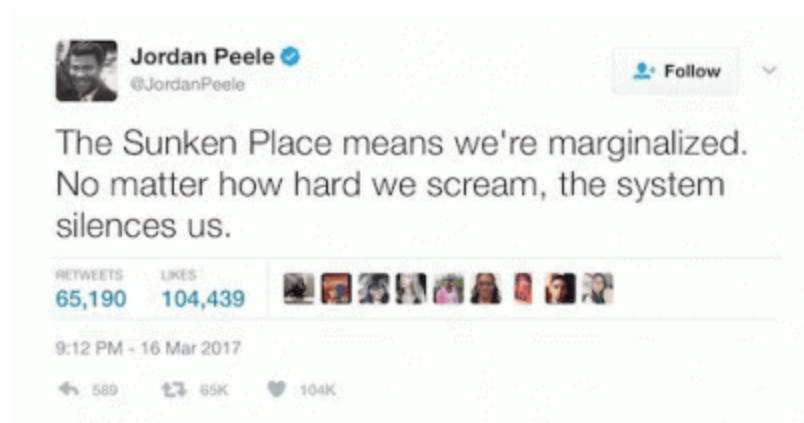 Jordan Peele
@JordanPeele
Follow
The Sunken Place means we're marginalized.
No matter how hard we scream, the system
silences us.
RETWEETS LIKES
65,190 104,439
9:12 PM - 16 Mar 2017
589 65K 104K